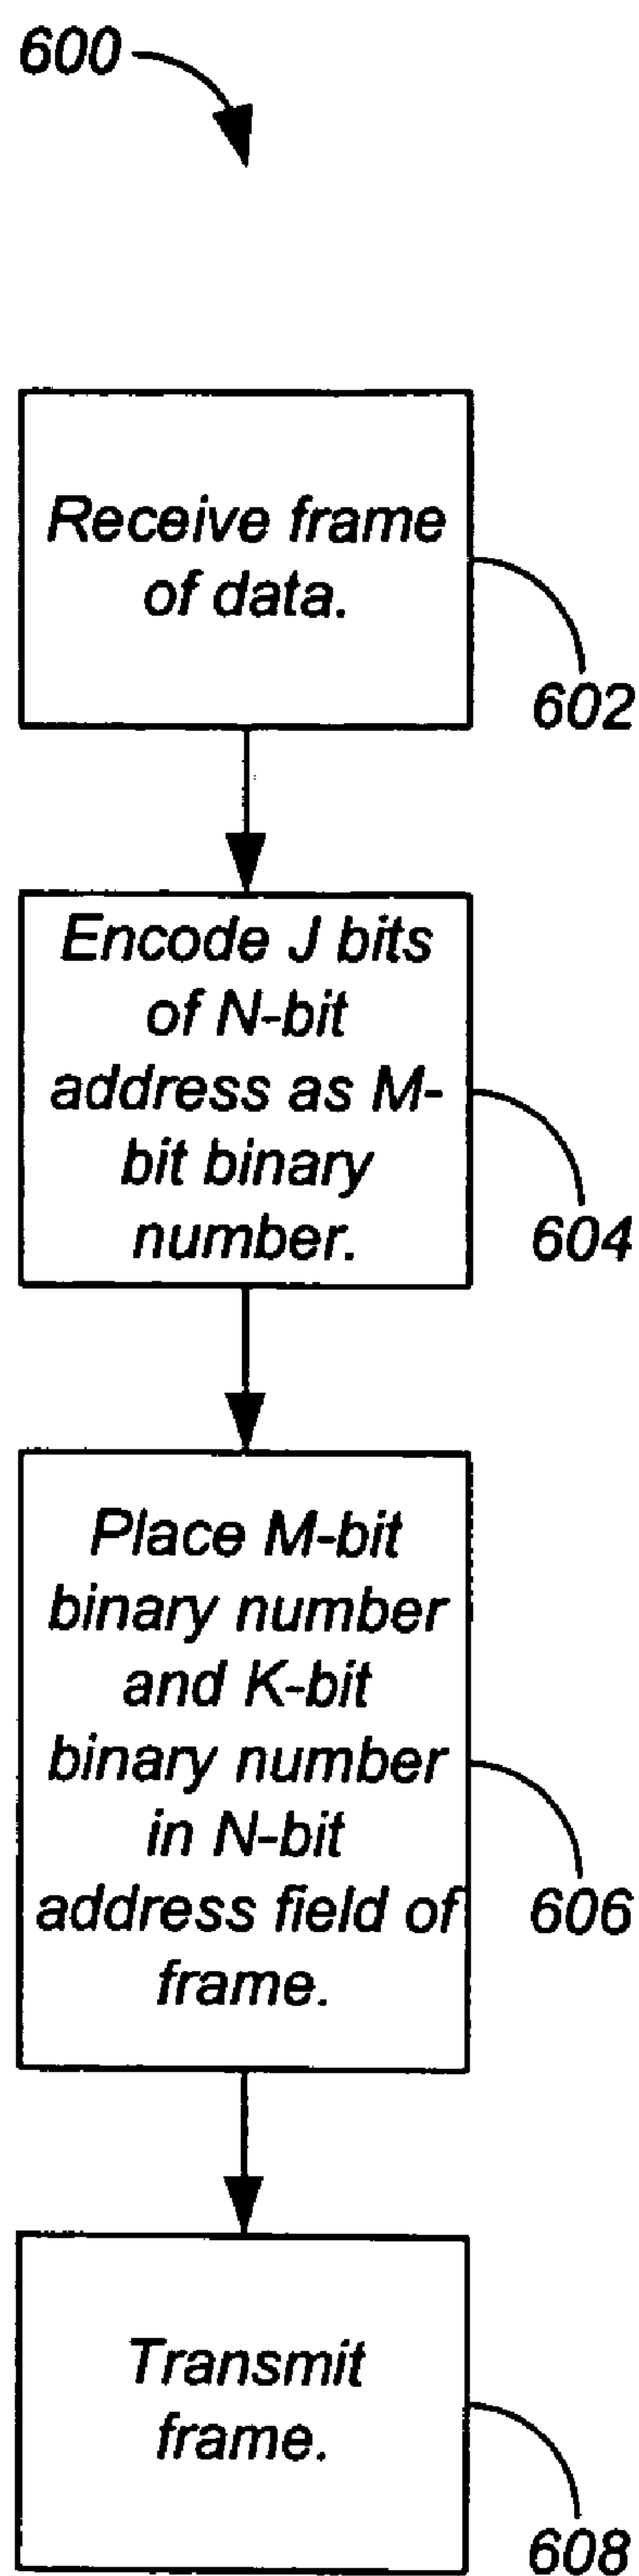 600
Receive frame
of data.
602
Encode J bits
of N-bit
address as M-
bit binary
number.
604
Place M-bit
binary number
and K-bit
binary number
in N-bit
address field of
frame.
606
Transmit
frame.
608